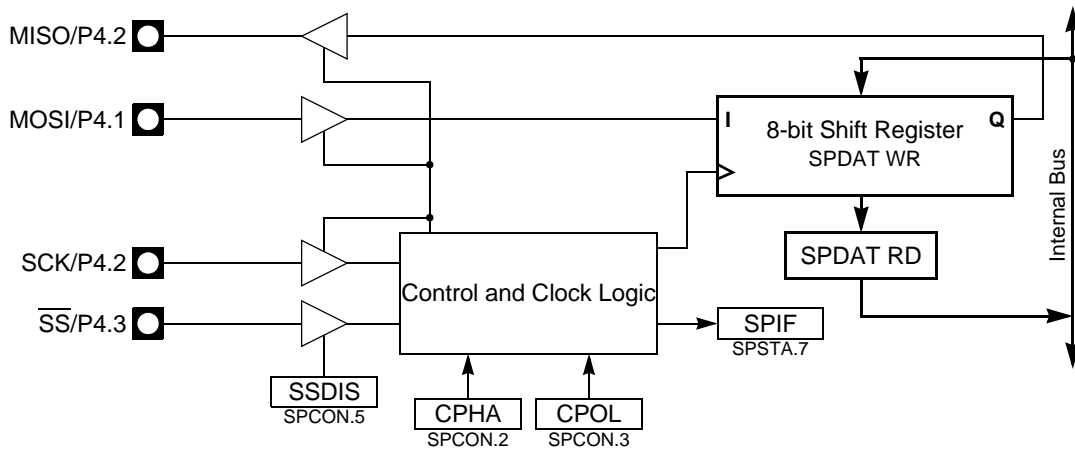 MISO/P4.2
MOSI/P4.1
I
8-bit Shift Register
Q
SPDAT WR
Internal Bus
SCK/P4.2
SPDAT RD
Control and Clock Logic
SS/P4.3
SPIF
SPSTA.7
SSDIS
SPCON.5
CPHA
SPCON.2
CPOL
SPCON.3